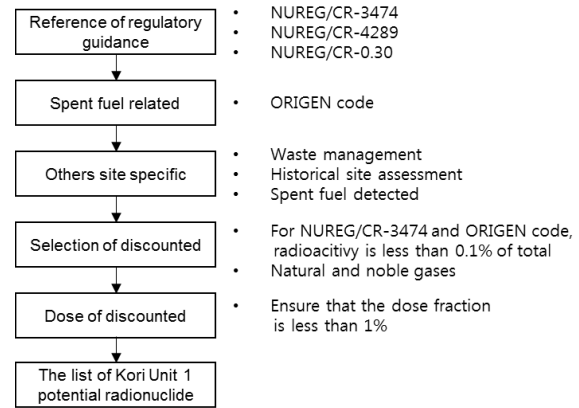 Reference of regulatory
guidance
• NUREG/CR-3474
• NUREG/CR-4289
• NUREG/CR-0.30
Spent fuel related
• ORIGEN code
Others site specific
• Waste management
• Historical site assessment
• Spent fuel detected
Selection of discounted
• For NUREG/CR-3474 and ORIGEN code,
radioacitivy is less than 0.1% of total
• Natural and noble gases
Dose of discounted
• Ensure that the dose fraction
is less than 1%
The list of Kori Unit 1
potential radionuclide